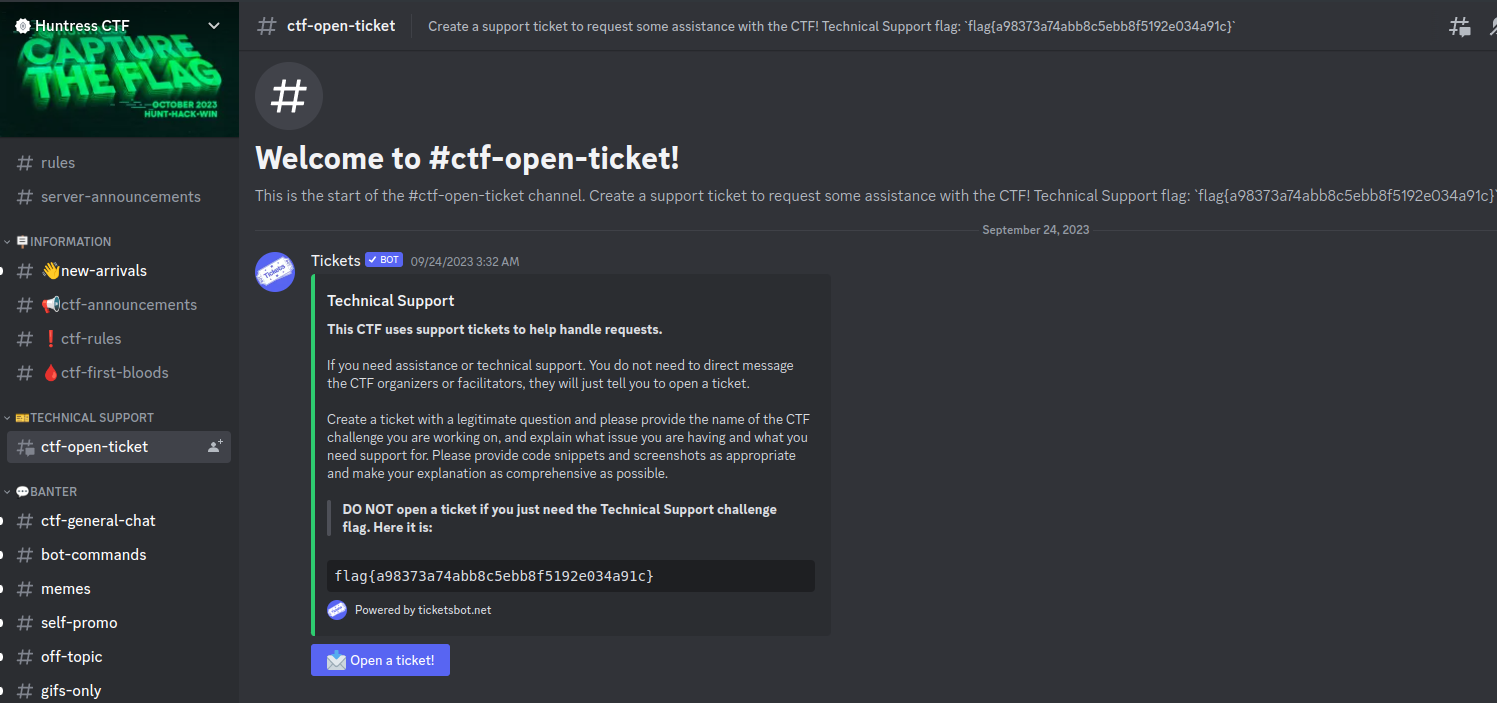 Huntress CTF
CAPTURE
THE FLAG
OCTOBER 2023
HUNT•HACK•WIN
# rules
# server-announcements
INFORMATION
# 👋new-arrivals
# 📢ctf-announcements
# ❗ctf-rules
# 🩸ctf-first-bloods
🎫TECHNICAL SUPPORT
ctf-open-ticket
💬BANTER
# ctf-general-chat
# bot-commands
# memes
# self-promo
# off-topic
# gifs-only
# ctf-open-ticket
Create a support ticket to request some assistance with the CTF! Technical Support flag: `flag{a98373a74abb8c5ebb8f5192e034a91c}`
#
Welcome to #ctf-open-ticket!
This is the start of the #ctf-open-ticket channel. Create a support ticket to request some assistance with the CTF! Technical Support flag: `flag{a98373a74abb8c5ebb8f5192e034a91c}`
September 24, 2023
Tickets
Tickets ✓ BOT 09/24/2023 3:32 AM
Technical Support
This CTF uses support tickets to help handle requests.
If you need assistance or technical support. You do not need to direct message
the CTF organizers or facilitators, they will just tell you to open a ticket.
Create a ticket with a legitimate question and please provide the name of the CTF
challenge you are working on, and explain what issue you are having and what you
need support for. Please provide code snippets and screenshots as appropriate
and make your explanation as comprehensive as possible.
DO NOT open a ticket if you just need the Technical Support challenge
flag. Here it is:
flag{a98373a74abb8c5ebb8f5192e034a91c}
Powered by ticketsbot.net
Open a ticket!